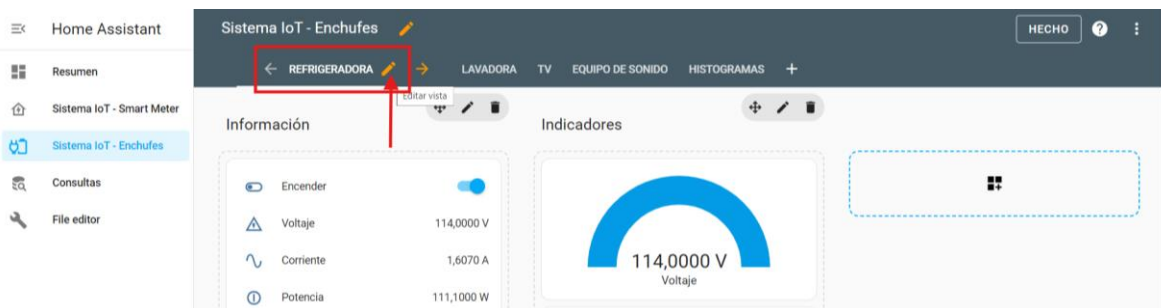 Home Assistant
Resumen
Sistema IoT - Smart Meter
Sistema IoT - Enchufes
Consultas
File editor
Sistema IoT - Enchufes
HECHO
REFRIGERADORA
LAVADORA
TV
EQUIPO DE SONIDO
HISTOGRAMAS
Editar vista
Información
Encender
Voltaje 114,0000 V
Corriente 1,6070 A
Potencia 111,1000 W
Indicadores
114,0000 V
Voltaje